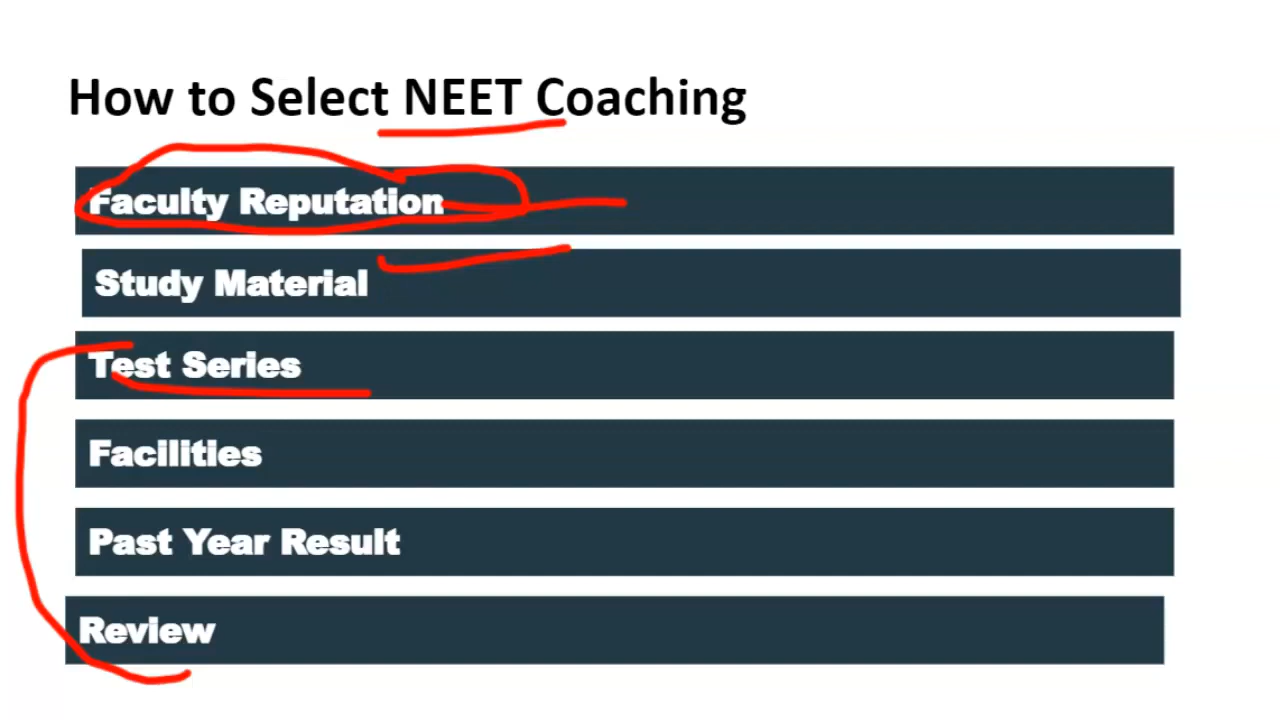 How to Select NEET Coaching
Faculty Reputation
Study Material
Test Series
Facilities
Past Year Result
Review